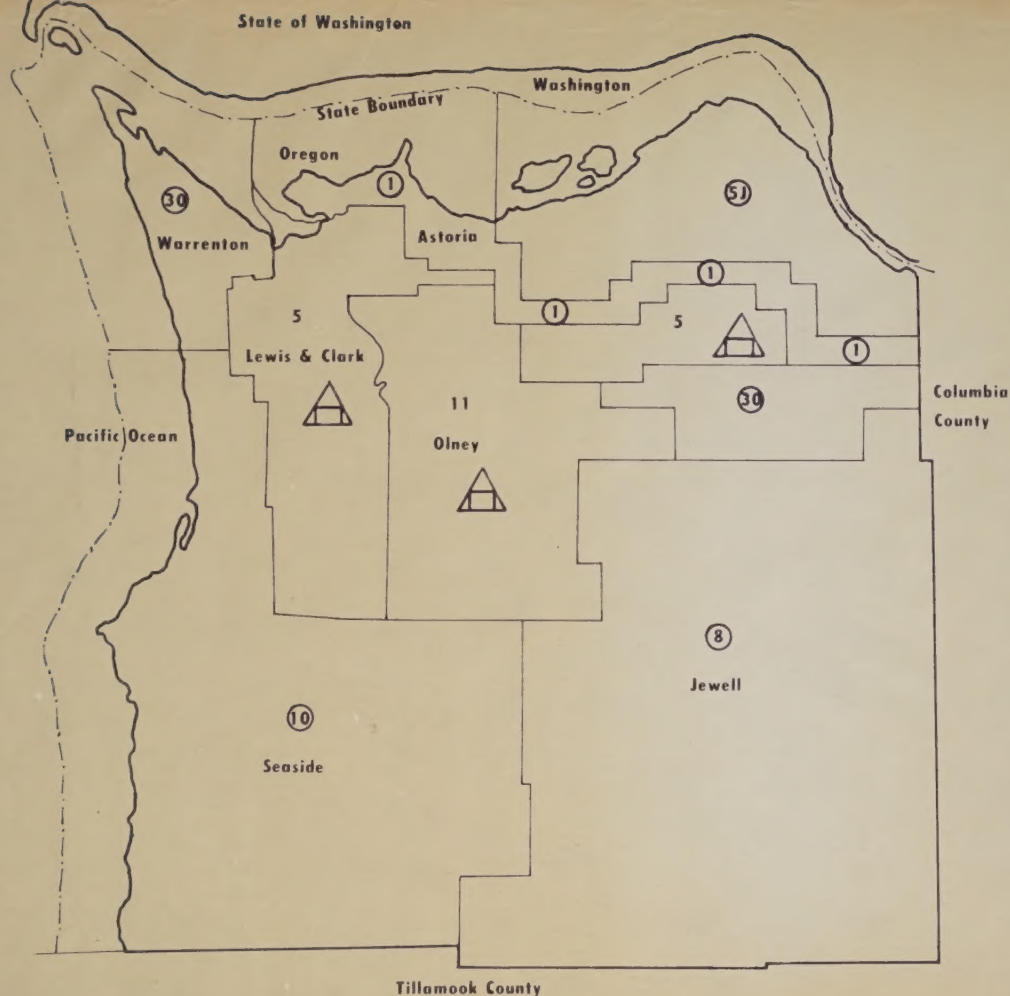 State of Washington
Washington
State Boundary
Oregon
1
30
5J
Warrenton
Astoria
1
1
5
5
Lewis & Clark
1
11
30
Columbia
County
Pacific Ocean
Olney
8
Jewell
10
Seaside
Tillamook County